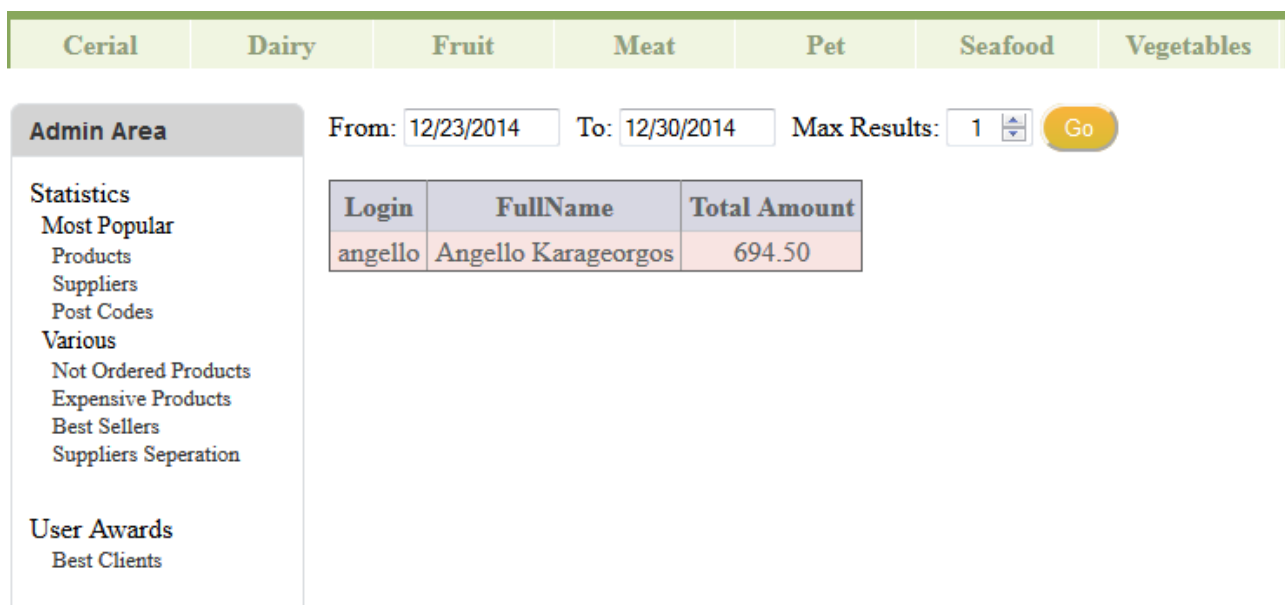 Cerial Dairy Fruit Meat Pet Seafood Vegetables
Admin Area
Statistics
Most Popular
Products
Suppliers
Post Codes
Various
Not Ordered Products
Expensive Products
Best Sellers
Suppliers Seperation
User Awards
Best Clients
From: 12/23/2014 To: 12/30/2014 Max Results: 1 Go
Login FullName Total Amount
angello Angello Karageorgos 694.50